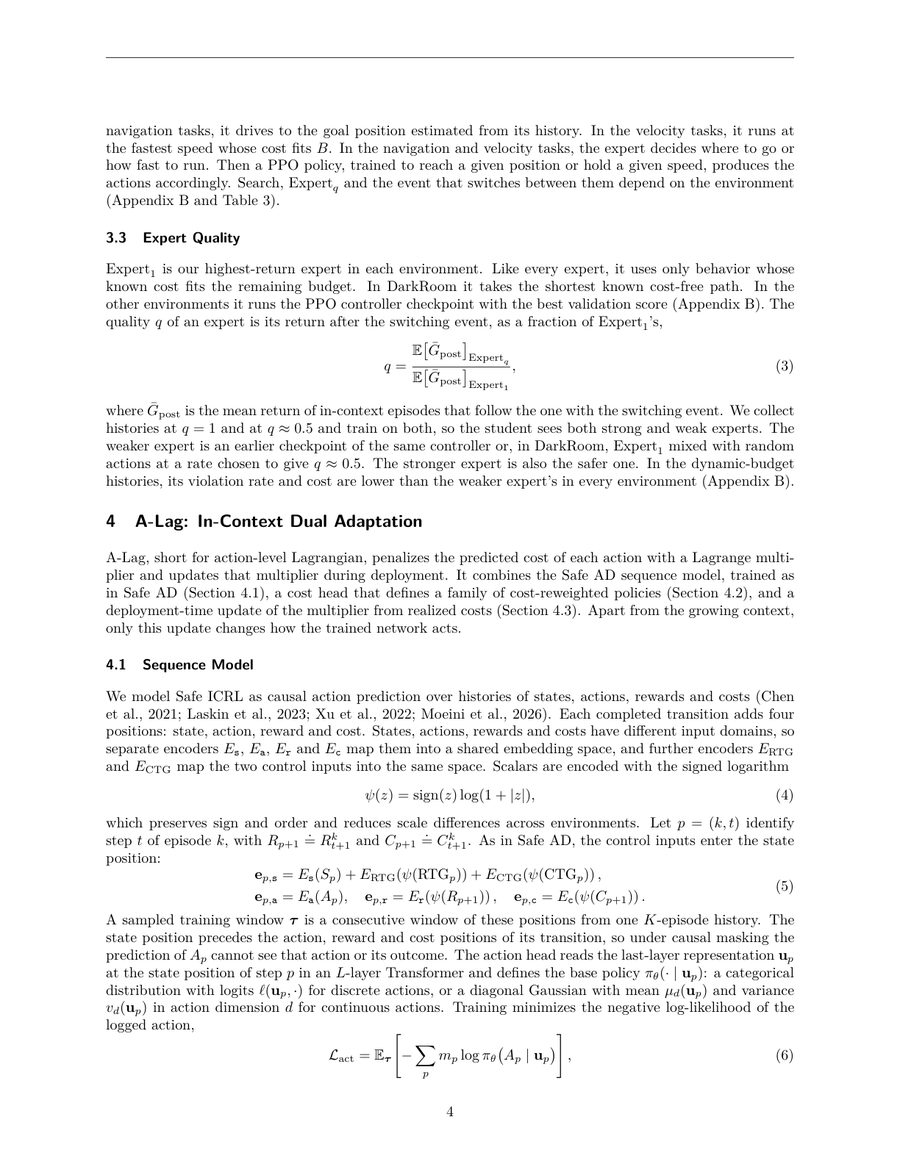 navigation tasks, it drives to the goal position estimated from its history. In the velocity tasks, it runs at
the fastest speed whose cost fits B. In the navigation and velocity tasks, the expert decides where to go or
how fast to run. Then a PPO policy, trained to reach a given position or hold a given speed, produces the
actions accordingly. Search, Expert_q and the event that switches between them depend on the environment
(Appendix B and Table 3).
3.3 Expert Quality
Expert₁ is our highest-return expert in each environment. Like every expert, it uses only behavior whose
known cost fits the remaining budget. In DarkRoom it takes the shortest known cost-free path. In the
other environments it runs the PPO controller checkpoint with the best validation score (Appendix B). The
quality q of an expert is its return after the switching event, as a fraction of Expert₁'s,
q = 𝔼[Ḡ_post]_{Expert_q} / 𝔼[Ḡ_post]_{Expert_1}, (3)
where Ḡ_post is the mean return of in-context episodes that follow the one with the switching event. We collect
histories at q = 1 and at q ≈ 0.5 and train on both, so the student sees both strong and weak experts. The
weaker expert is an earlier checkpoint of the same controller or, in DarkRoom, Expert₁ mixed with random
actions at a rate chosen to give q ≈ 0.5. The stronger expert is also the safer one. In the dynamic-budget
histories, its violation rate and cost are lower than the weaker expert's in every environment (Appendix B).
4 A-Lag: In-Context Dual Adaptation
A-Lag, short for action-level Lagrangian, penalizes the predicted cost of each action with a Lagrange multi-
plier and updates that multiplier during deployment. It combines the Safe AD sequence model, trained as
in Safe AD (Section 4.1), a cost head that defines a family of cost-reweighted policies (Section 4.2), and a
deployment-time update of the multiplier from realized costs (Section 4.3). Apart from the growing context,
only this update changes how the trained network acts.
4.1 Sequence Model
We model Safe ICRL as causal action prediction over histories of states, actions, rewards and costs (Chen
et al., 2021; Laskin et al., 2023; Xu et al., 2022; Moeini et al., 2026). Each completed transition adds four
positions: state, action, reward and cost. States, actions, rewards and costs have different input domains, so
separate encoders E_s, E_a, E_r and E_c map them into a shared embedding space, and further encoders E_RTG
and E_CTG map the two control inputs into the same space. Scalars are encoded with the signed logarithm
ψ(z) = sign(z) log(1 + |z|), (4)
which preserves sign and order and reduces scale differences across environments. Let p = (k, t) identify
step t of episode k, with R_{p+1} ≐ R^k_{t+1} and C_{p+1} ≐ C^k_{t+1}. As in Safe AD, the control inputs enter the state
position:
e_{p,s} = E_s(S_p) + E_RTG(ψ(RTG_p)) + E_CTG(ψ(CTG_p)) ,
e_{p,a} = E_a(A_p), e_{p,r} = E_r(ψ(R_{p+1})) , e_{p,c} = E_c(ψ(C_{p+1})) . (5)
A sampled training window τ is a consecutive window of these positions from one K-episode history. The
state position precedes the action, reward and cost positions of its transition, so under causal masking the
prediction of A_p cannot see that action or its outcome. The action head reads the last-layer representation u_p
at the state position of step p in an L-layer Transformer and defines the base policy π_θ(· | u_p): a categorical
distribution with logits ℓ(u_p, ·) for discrete actions, or a diagonal Gaussian with mean μ_d(u_p) and variance
v_d(u_p) in action dimension d for continuous actions. Training minimizes the negative log-likelihood of the
logged action,
ℒ_act = 𝔼_τ [ − ∑_p m_p log π_θ(A_p | u_p) ] , (6)
4